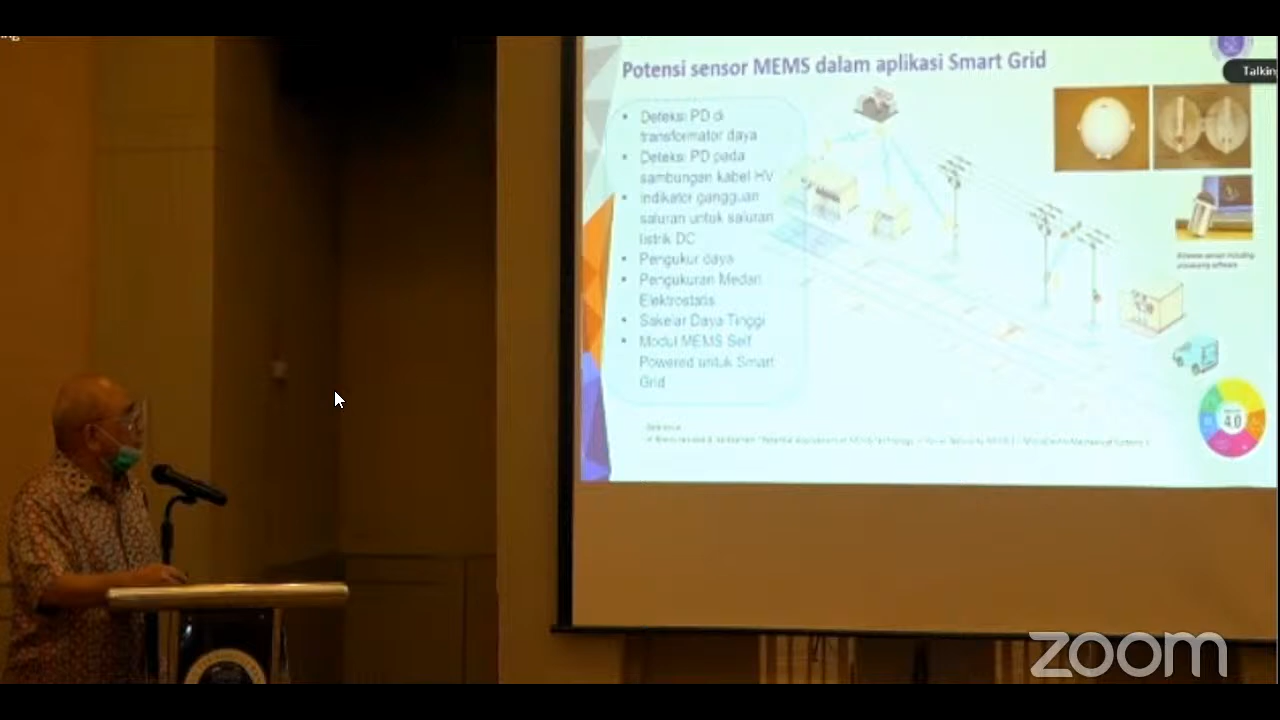 Potensi sensor MEMS dalam aplikasi Smart Grid
Talking
• Deteksi PD di
transformator daya
• Deteksi PD pada
sambungan kabel HV
• Indikator gangguan
saluran untuk saluran
listrik DC
• Pengukur daya
• Pengukuran Medan
Elektrostatis
• Sakelar Daya Tinggi
• Modul MEMS Self
Powered untuk Smart
Grid
4.0
zoom